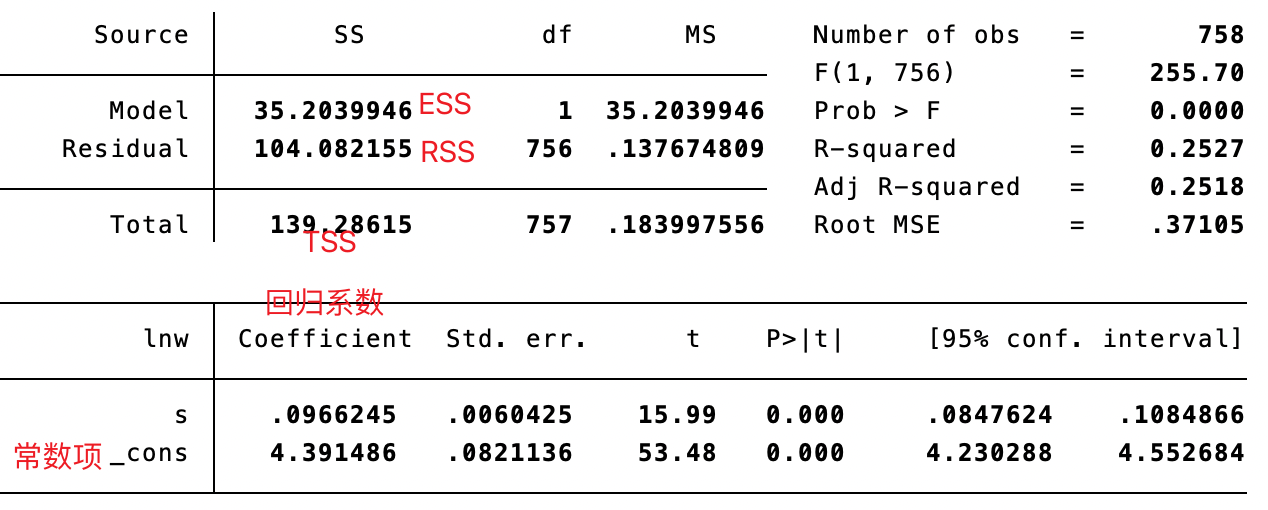 Source SS df MS Number of obs = 758
F(1, 756) = 255.70
Model 35.2039946 ESS 1 35.2039946 Prob > F = 0.0000
Residual 104.082155 RSS 756 .137674809 R-squared = 0.2527
Adj R-squared = 0.2518
Total 139.28615 757 .183997556 Root MSE = .37105
TSS
回归系数
lnw Coefficient Std. err. t P>|t| [95% conf. interval]
s .0966245 .0060425 15.99 0.000 .0847624 .1084866
常数项 _cons 4.391486 .0821136 53.48 0.000 4.230288 4.552684